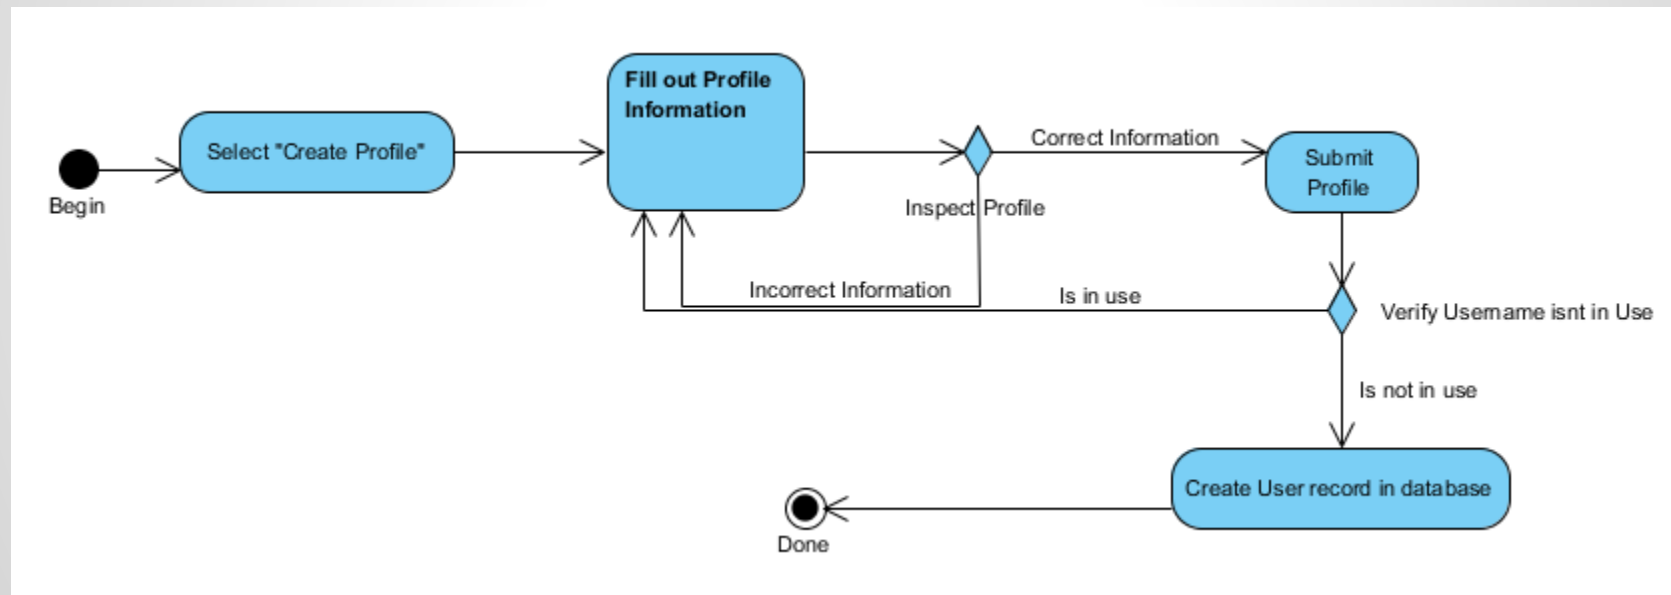 Begin
Select "Create Profile"
Fill out Profile
Information
Inspect Profile
Correct Information
Incorrect Information
Submit
Profile
Verify Username isnt in Use
Is in use
Is not in use
Create User record in database
Done